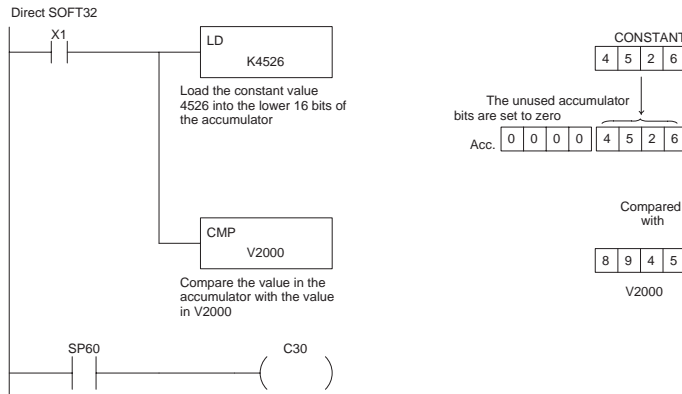 Direct SOFT32
X1
LD
K4526
Load the constant value
4526 into the lower 16 bits of
the accumulator
CMP
V2000
Compare the value in the
accumulator with the value
in V2000
SP60
C30
CONSTANT
4 5 2 6
The unused accumulator
bits are set to zero
Acc. 0 0 0 0 4 5 2 6
Compared
with
8 9 4 5
V2000